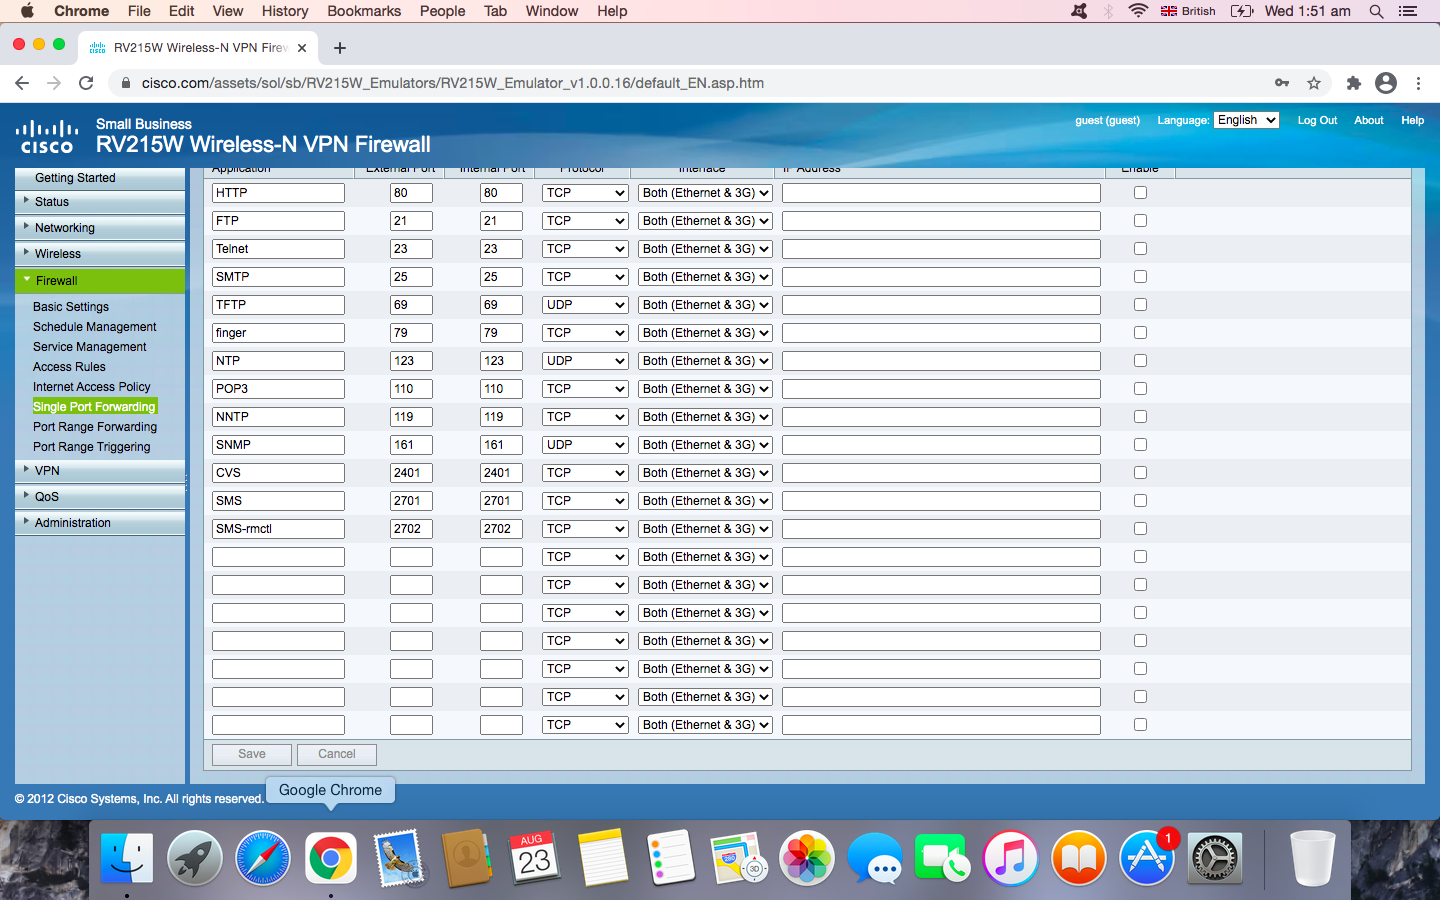 Chrome File Edit View History Bookmarks People Tab Window Help British Wed 1:51 am
RV215W Wireless-N VPN Firew
cisco.com/assets/sol/sb/RV215W_Emulators/RV215W_Emulator_v1.0.0.16/default_EN.asp.htm
CISCO
Small Business
RV215W Wireless-N VPN Firewall
guest (guest) Language: English Log Out About Help
Getting Started
Status
Networking
Wireless
Firewall
Basic Settings
Schedule Management
Service Management
Access Rules
Internet Access Policy
Single Port Forwarding
Port Range Forwarding
Port Range Triggering
VPN
QoS
Administration
Application External Port Internal Port Protocol Interface IP Address Enable
HTTP 80 80 TCP Both (Ethernet & 3G)
FTP 21 21 TCP Both (Ethernet & 3G)
Telnet 23 23 TCP Both (Ethernet & 3G)
SMTP 25 25 TCP Both (Ethernet & 3G)
TFTP 69 69 UDP Both (Ethernet & 3G)
finger 79 79 TCP Both (Ethernet & 3G)
NTP 123 123 UDP Both (Ethernet & 3G)
POP3 110 110 TCP Both (Ethernet & 3G)
NNTP 119 119 TCP Both (Ethernet & 3G)
SNMP 161 161 UDP Both (Ethernet & 3G)
CVS 2401 2401 TCP Both (Ethernet & 3G)
SMS 2701 2701 TCP Both (Ethernet & 3G)
SMS-rmctl 2702 2702 TCP Both (Ethernet & 3G)
TCP Both (Ethernet & 3G)
TCP Both (Ethernet & 3G)
TCP Both (Ethernet & 3G)
TCP Both (Ethernet & 3G)
TCP Both (Ethernet & 3G)
TCP Both (Ethernet & 3G)
TCP Both (Ethernet & 3G)
Save Cancel
© 2012 Cisco Systems, Inc. All rights reserved.
Google Chrome
AUG
23
280
3D
1